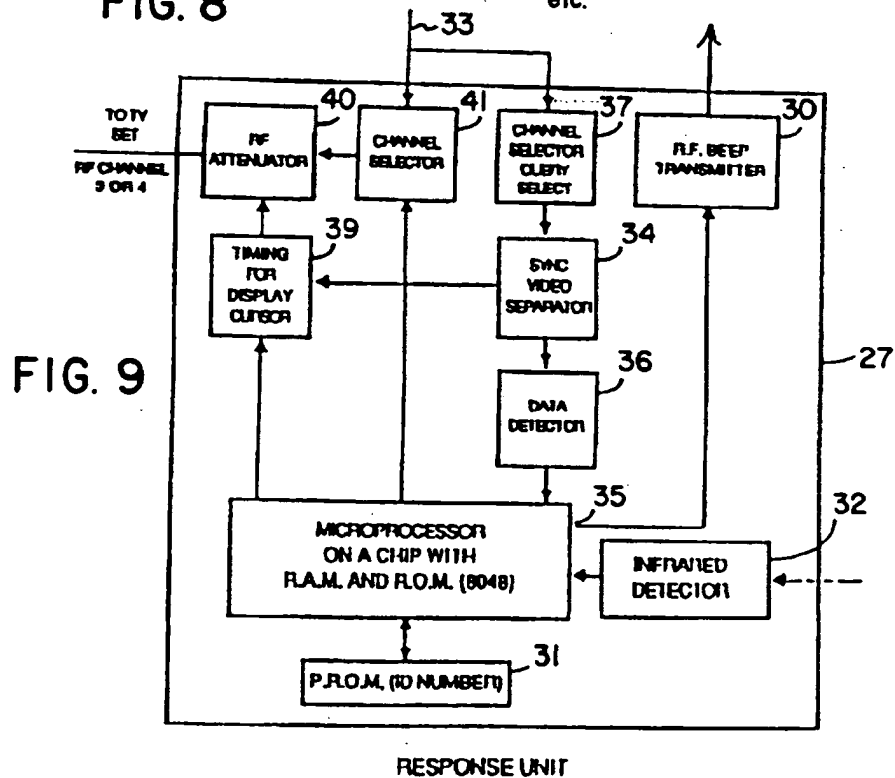 FIG. 8
etc.
33
TO TV
SET
RF CHANNEL
3 OR 4
40
RF
ATTENUATOR
41
CHANNEL
SELECTOR
37
CHANNEL
SELECTOR
QUERY
SELECT
30
R.F. BEEP
TRANSMITTER
39
TIMING
FOR
DISPLAY
CURSOR
34
SYNC
VIDEO
SEPARATOR
36
DATA
DETECTOR
27
FIG. 9
35
MICROPROCESSOR
ON A CHIP WITH
R.A.M. AND R.O.M. (8048)
32
INFRARED
DETECTOR
31
P.R.O.M. (ID NUMBER)
RESPONSE UNIT